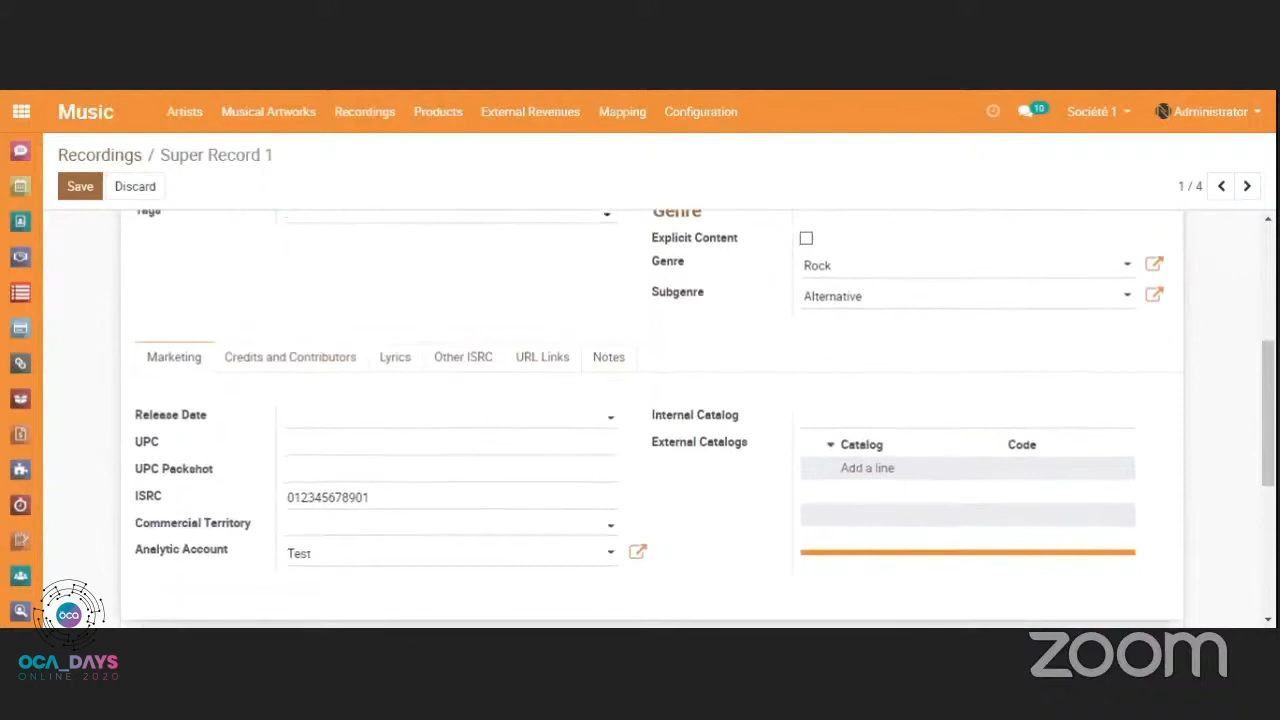 Music Artists Musical Artworks Recordings Products External Revenues Mapping Configuration 10 Société 1 Administrator
Recordings / Super Record 1
Save Discard 1 / 4
Tags Genre
Explicit Content
Genre Rock
Subgenre Alternative
Marketing Credits and Contributors Lyrics Other ISRC URL Links Notes
Release Date Internal Catalog
UPC External Catalogs Catalog Code
UPC Packshot Add a line
ISRC 012345678901
Commercial Territory
Analytic Account Test
oca
OCA_DAYS
ONLINE 2020
zoom